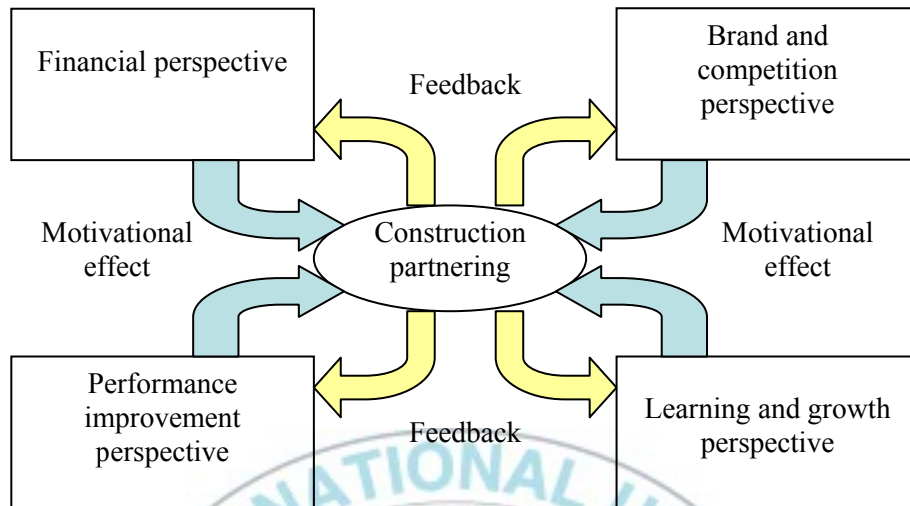 Financial perspective
Brand and
competition
perspective
Feedback
Motivational
effect
Construction
partnering
Motivational
effect
Performance
improvement
perspective
Feedback
Learning and growth
perspective
NATIONAL